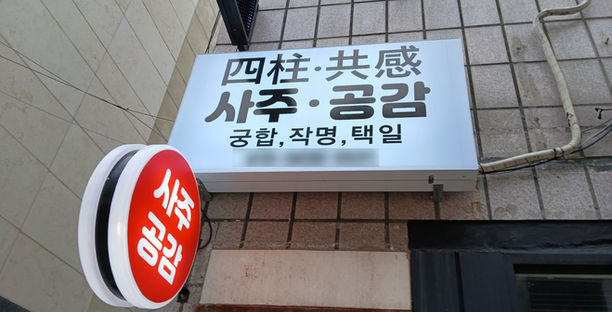 四柱·共感
사주·공감
궁합,작명,택일
사주
공감